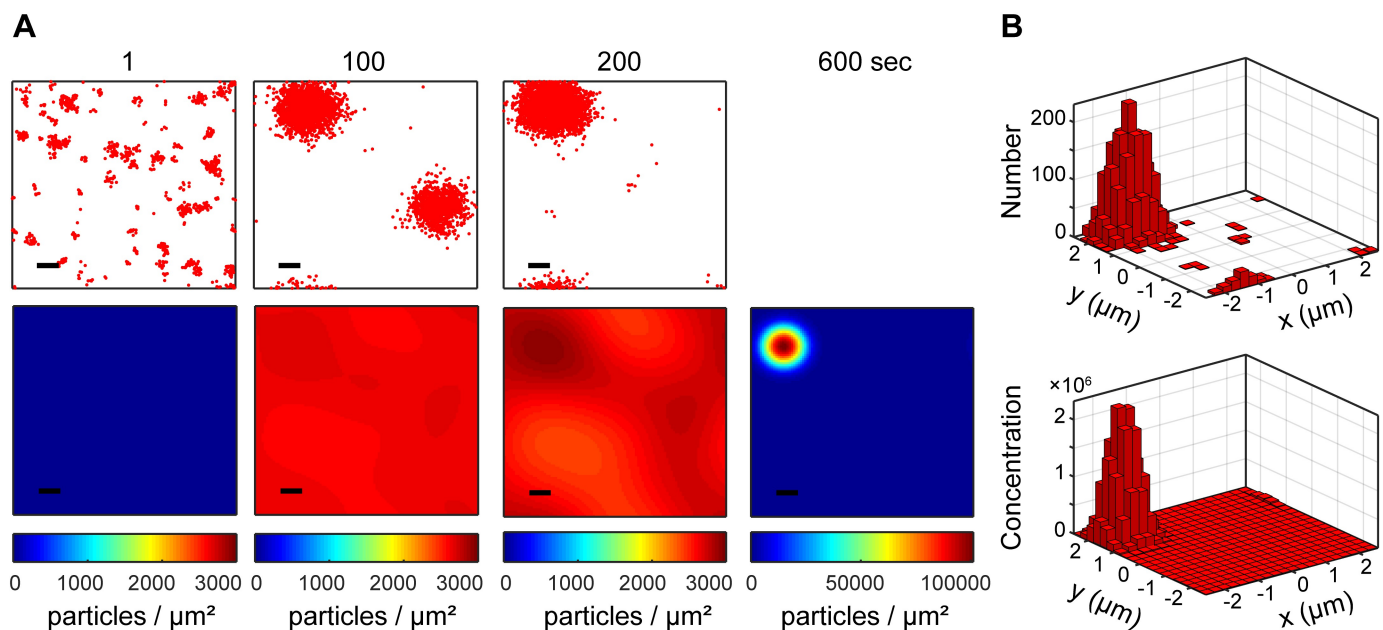 A
B
1 100 200 600 sec
0 1000 2000 3000
particles / µm²
0 1000 2000 3000
particles / µm²
0 1000 2000 3000
particles / µm²
0 50000 100000
particles / µm²
Number
200
100
0
2 1 0 -1 -2
y (µm)
-2 -1 0 1 2
x (µm)
Concentration
×10⁶
2
1
0
2 1 0 -1 -2
y (µm)
-2 -1 0 1 2
x (µm)